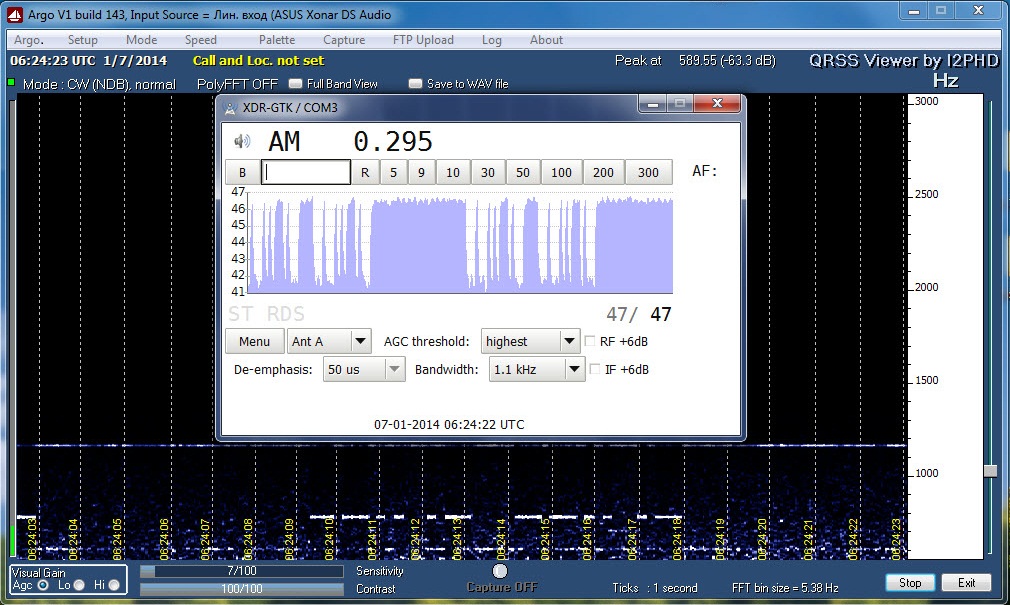 Argo V1 build 143, Input Source = Лин. вход (ASUS Xonar DS Audio
Argo. Setup Mode Speed Palette Capture FTP Upload Log About
06:24:23 UTC 1/7/2014 Call and Loc. not set Peak at 589.55 (-63.3 dB) QRSS Viewer by I2PHD
Mode : CW (NDB), normal PolyFFT OFF Full Band View Save to WAV file Hz
XDR-GTK / COM3
AM 0.295
B R 5 9 10 30 50 100 200 300 AF:
47
46
45
44
43
42
41
ST RDS 47/ 47
Menu Ant A AGC threshold: highest RF +6dB
De-emphasis: 50 us Bandwidth: 1.1 kHz IF +6dB
07-01-2014 06:24:22 UTC
3000
2500
2000
1500
1000
06:24:03 06:24:04 06:24:05 06:24:06 06:24:07 06:24:08 06:24:09 06:24:10 06:24:11 06:24:12 06:24:13 06:24:14 06:24:15 06:24:16 06:24:17 06:24:18 06:24:19 06:24:20 06:24:21 06:24:22 06:24:23
Visual Gain 7/100 Sensitivity
Agc Lo Hi 100/100 Contrast Capture OFF Ticks : 1 second FFT bin size = 5.38 Hz Stop Exit